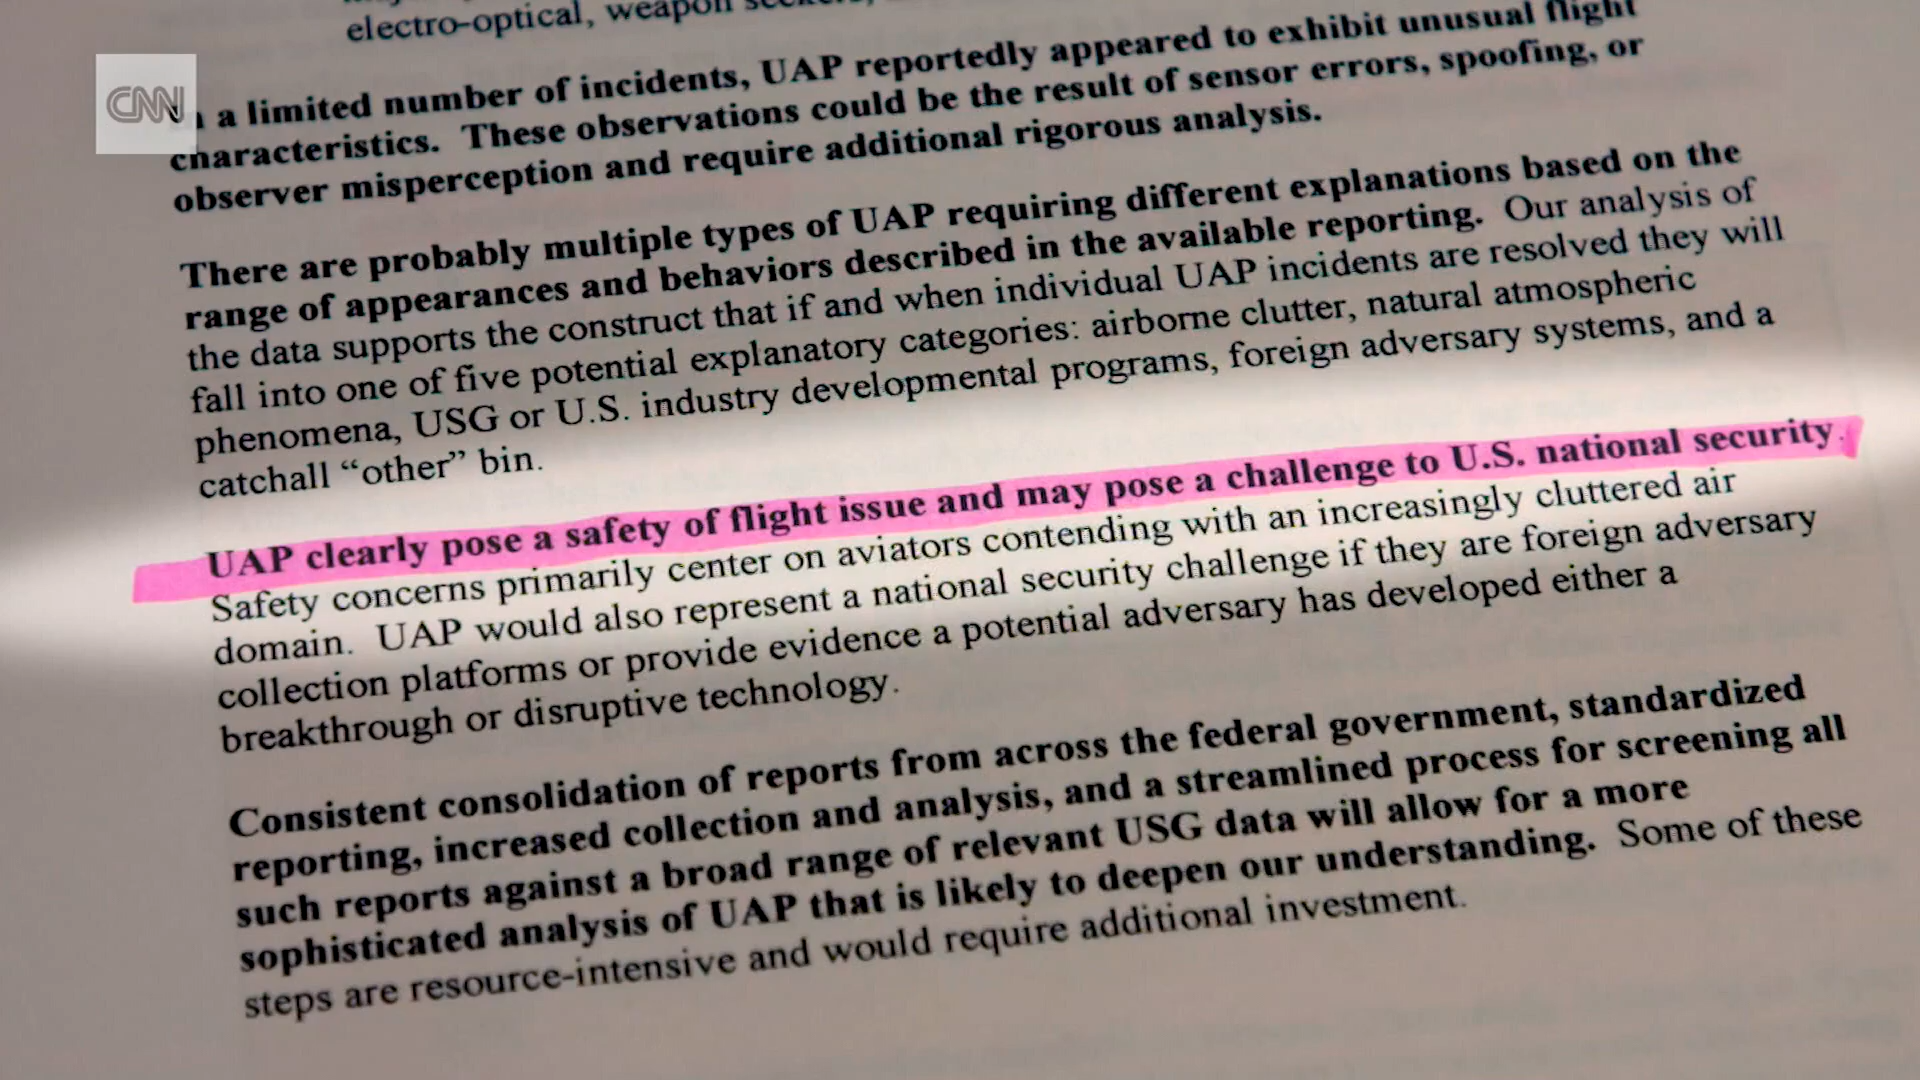 electro-optical, weapon seekers,
CNN
a limited number of incidents, UAP reportedly appeared to exhibit unusual flight
characteristics. These observations could be the result of sensor errors, spoofing, or
observer misperception and require additional rigorous analysis.
There are probably multiple types of UAP requiring different explanations based on the
range of appearances and behaviors described in the available reporting. Our analysis of
the data supports the construct that if and when individual UAP incidents are resolved they will
fall into one of five potential explanatory categories: airborne clutter, natural atmospheric
phenomena, USG or U.S. industry developmental programs, foreign adversary systems, and a
catchall “other” bin.
UAP clearly pose a safety of flight issue and may pose a challenge to U.S. national security.
Safety concerns primarily center on aviators contending with an increasingly cluttered air
domain. UAP would also represent a national security challenge if they are foreign adversary
collection platforms or provide evidence a potential adversary has developed either a
breakthrough or disruptive technology.
Consistent consolidation of reports from across the federal government, standardized
reporting, increased collection and analysis, and a streamlined process for screening all
such reports against a broad range of relevant USG data will allow for a more
sophisticated analysis of UAP that is likely to deepen our understanding. Some of these
steps are resource-intensive and would require additional investment.